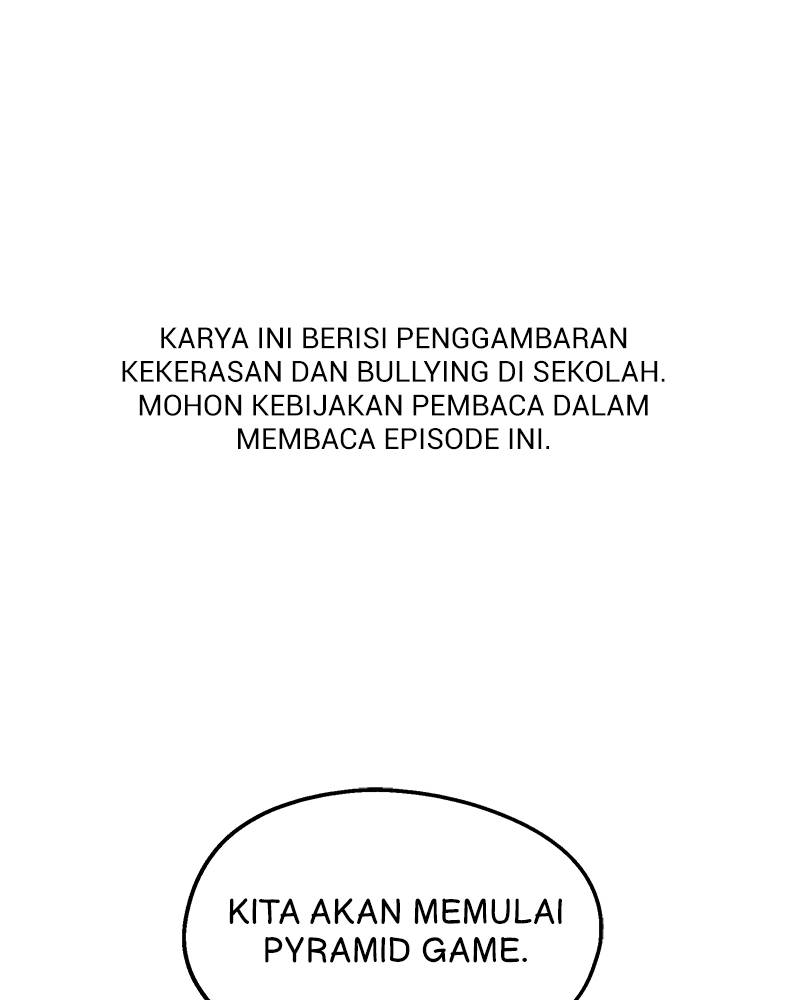 KARYA INI BERISI PENGGAMBARAN
KEKERASAN DAN BULLYING DI SEKOLAH.
MOHON KEBIJAKAN PEMBACA DALAM
MEMBACA EPISODE INI.
KITA AKAN MEMULAI
PYRAMID GAME.